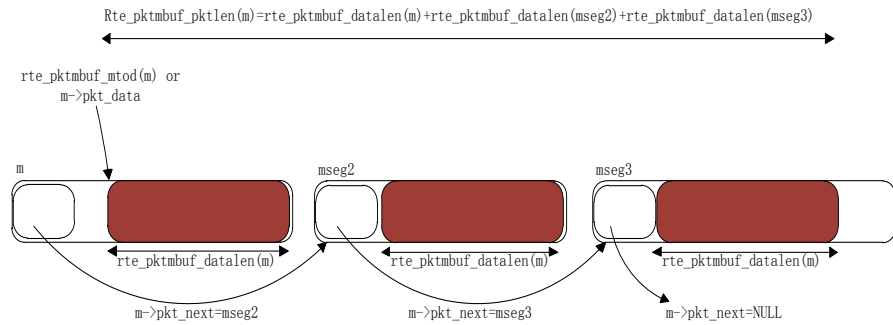 Rte_pktmbuf_pktlen(m)=rte_pktmbuf_datalen(m)+rte_pktmbuf_datalen(mseg2)+rte_pktmbuf_datalen(mseg3)
rte_pktmbuf_mtod(m) or
m->pkt_data
m
mseg2
mseg3
rte_pktmbuf_datalen(m)
rte_pktmbuf_datalen(m)
rte_pktmbuf_datalen(m)
m->pkt_next=mseg2
m->pkt_next=mseg3
m->pkt_next=NULL